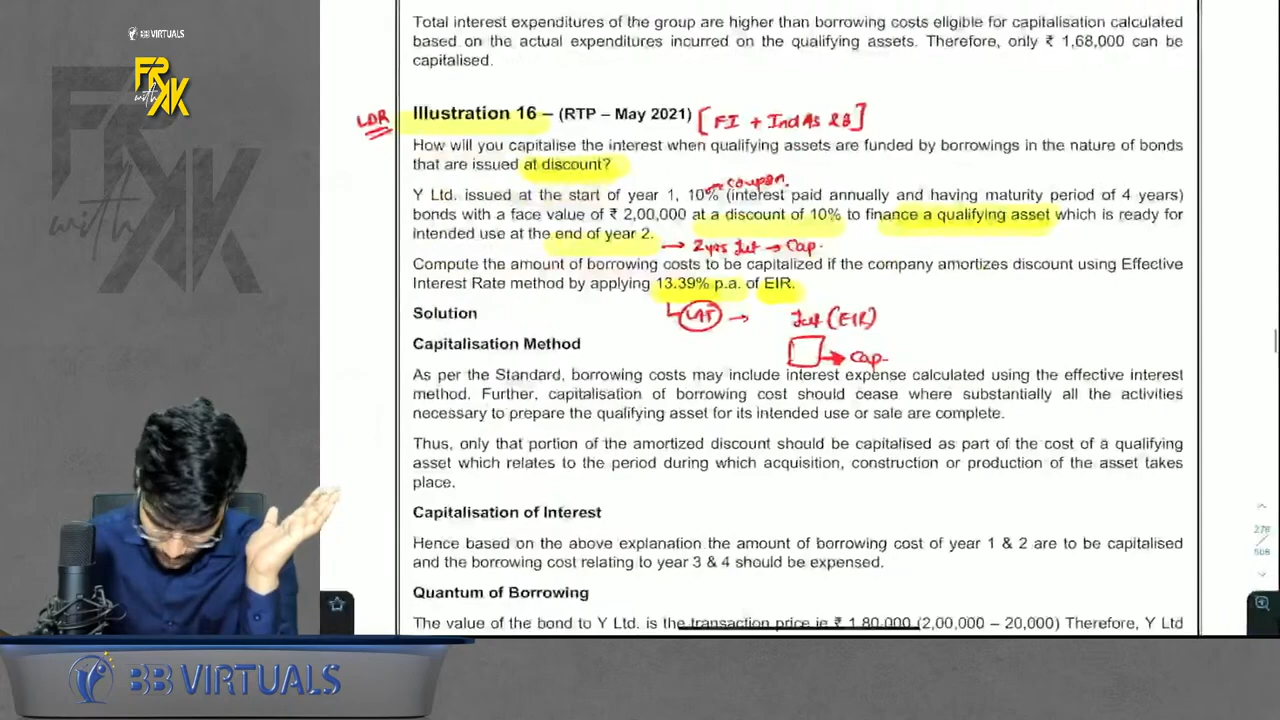 BB VIRTUALS
FR
with
AK
FR
with
AK
Total interest expenditures of the group are higher than borrowing costs eligible for capitalisation calculated
based on the actual expenditures incurred on the qualifying assets. Therefore, only ₹ 1,68,000 can be
capitalised.
LDR
Illustration 16 – (RTP – May 2021) [FI + Ind AS 23]
How will you capitalise the interest when qualifying assets are funded by borrowings in the nature of bonds
that are issued at discount?
coupon.
Y Ltd. issued at the start of year 1, 10% (interest paid annually and having maturity period of 4 years)
bonds with a face value of ₹ 2,00,000 at a discount of 10% to finance a qualifying asset which is ready for
intended use at the end of year 2. → 2 yrs Int → Cap.
Compute the amount of borrowing costs to be capitalized if the company amortizes discount using Effective
Interest Rate method by applying 13.39% p.a. of EIR.
Solution
→ Int (EIR)
Capitalisation Method
→ Cap.
As per the Standard, borrowing costs may include interest expense calculated using the effective interest
method. Further, capitalisation of borrowing cost should cease where substantially all the activities
necessary to prepare the qualifying asset for its intended use or sale are complete.
Thus, only that portion of the amortized discount should be capitalised as part of the cost of a qualifying
asset which relates to the period during which acquisition, construction or production of the asset takes
place.
Capitalisation of Interest
Hence based on the above explanation the amount of borrowing cost of year 1 & 2 are to be capitalised
and the borrowing cost relating to year 3 & 4 should be expensed.
Quantum of Borrowing
The value of the bond to Y Ltd. is the transaction price ie ₹ 1,80,000 (2,00,000 – 20,000) Therefore, Y Ltd
BB VIRTUALS